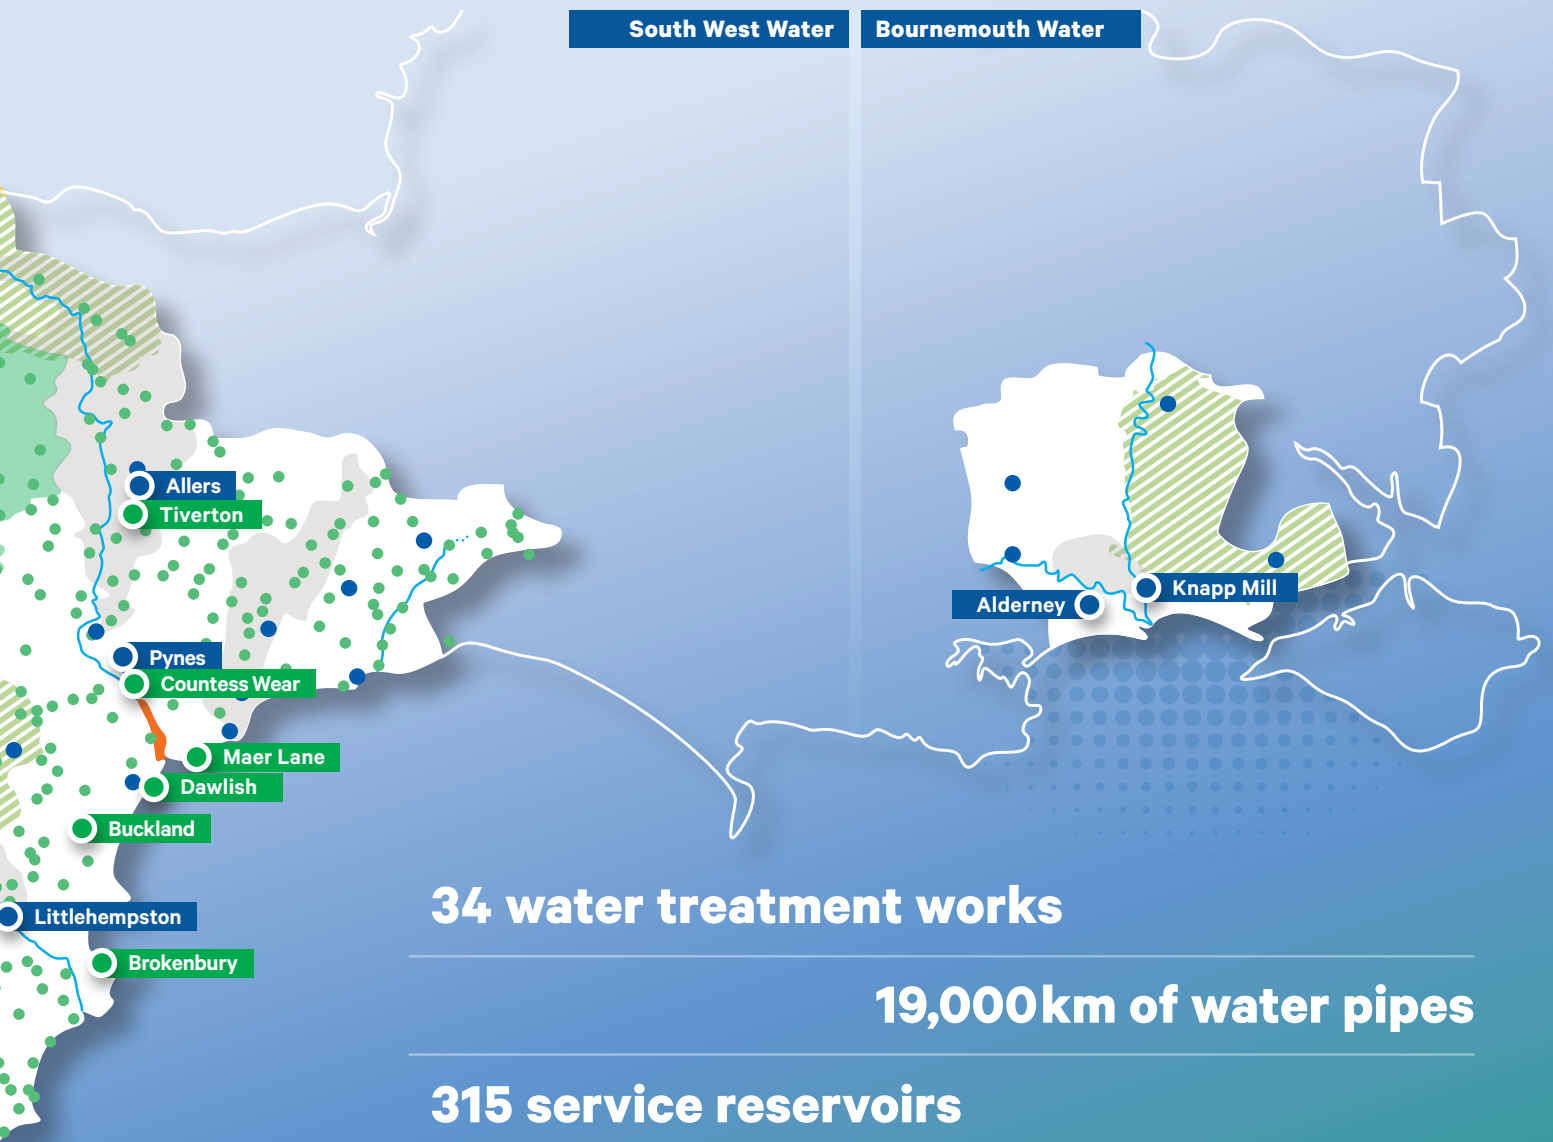 South West Water
Bournemouth Water
Allers
Tiverton
Knapp Mill
Alderney
Pynes
Countess Wear
Maer Lane
Dawlish
Buckland
Littlehempston
Brokenbury
34 water treatment works
19,000km of water pipes
315 service reservoirs